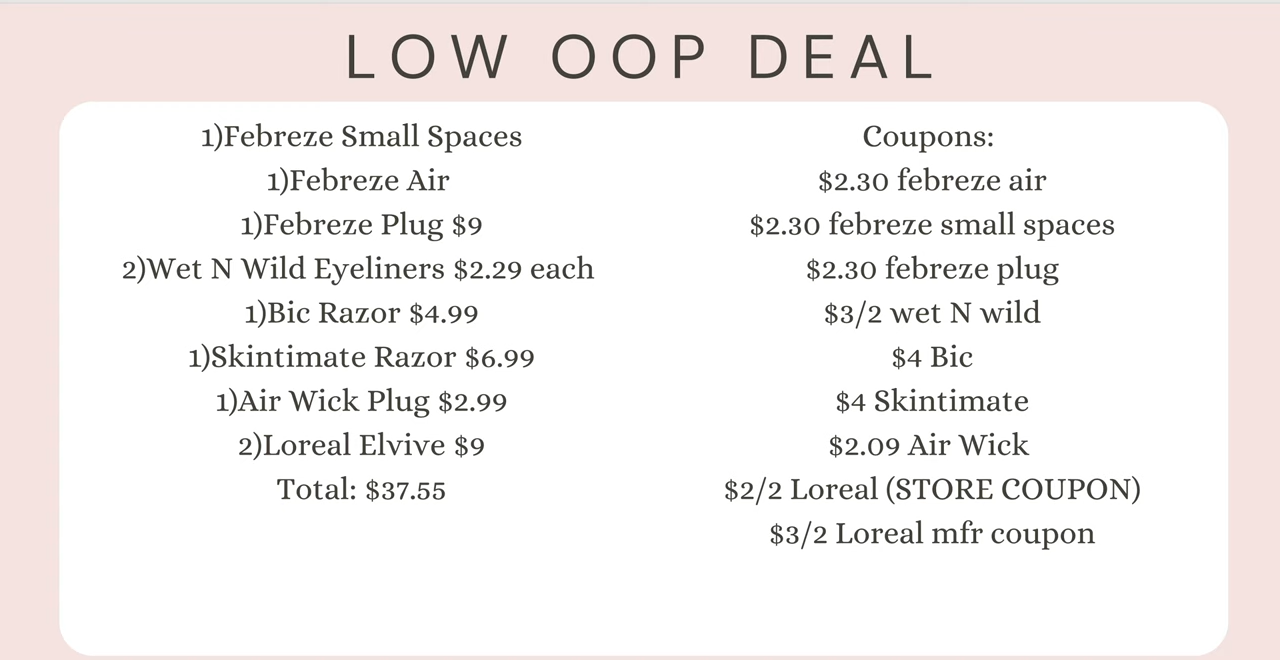 LOW OOP DEAL
1)Febreze Small Spaces
1)Febreze Air
1)Febreze Plug $9
2)Wet N Wild Eyeliners $2.29 each
1)Bic Razor $4.99
1)Skintimate Razor $6.99
1)Air Wick Plug $2.99
2)Loreal Elvive $9
Total: $37.55
Coupons:
$2.30 febreze air
$2.30 febreze small spaces
$2.30 febreze plug
$3/2 wet N wild
$4 Bic
$4 Skintimate
$2.09 Air Wick
$2/2 Loreal (STORE COUPON)
$3/2 Loreal mfr coupon